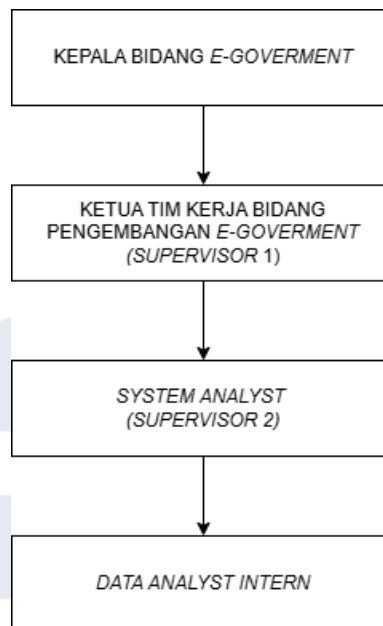 KEPALA BIDANG E-GOVERMENT
KETUA TIM KERJA BIDANG
PENGEMBANGAN E-GOVERMENT
(SUPERVISOR 1)
SYSTEM ANALYST
(SUPERVISOR 2)
DATA ANALYST INTERN